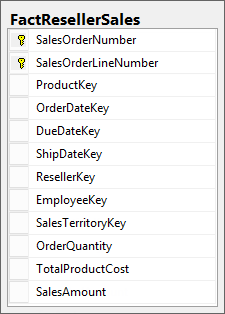 FactResellerSales
SalesOrderNumber
SalesOrderLineNumber
ProductKey
OrderDateKey
DueDateKey
ShipDateKey
ResellerKey
EmployeeKey
SalesTerritoryKey
OrderQuantity
TotalProductCost
SalesAmount